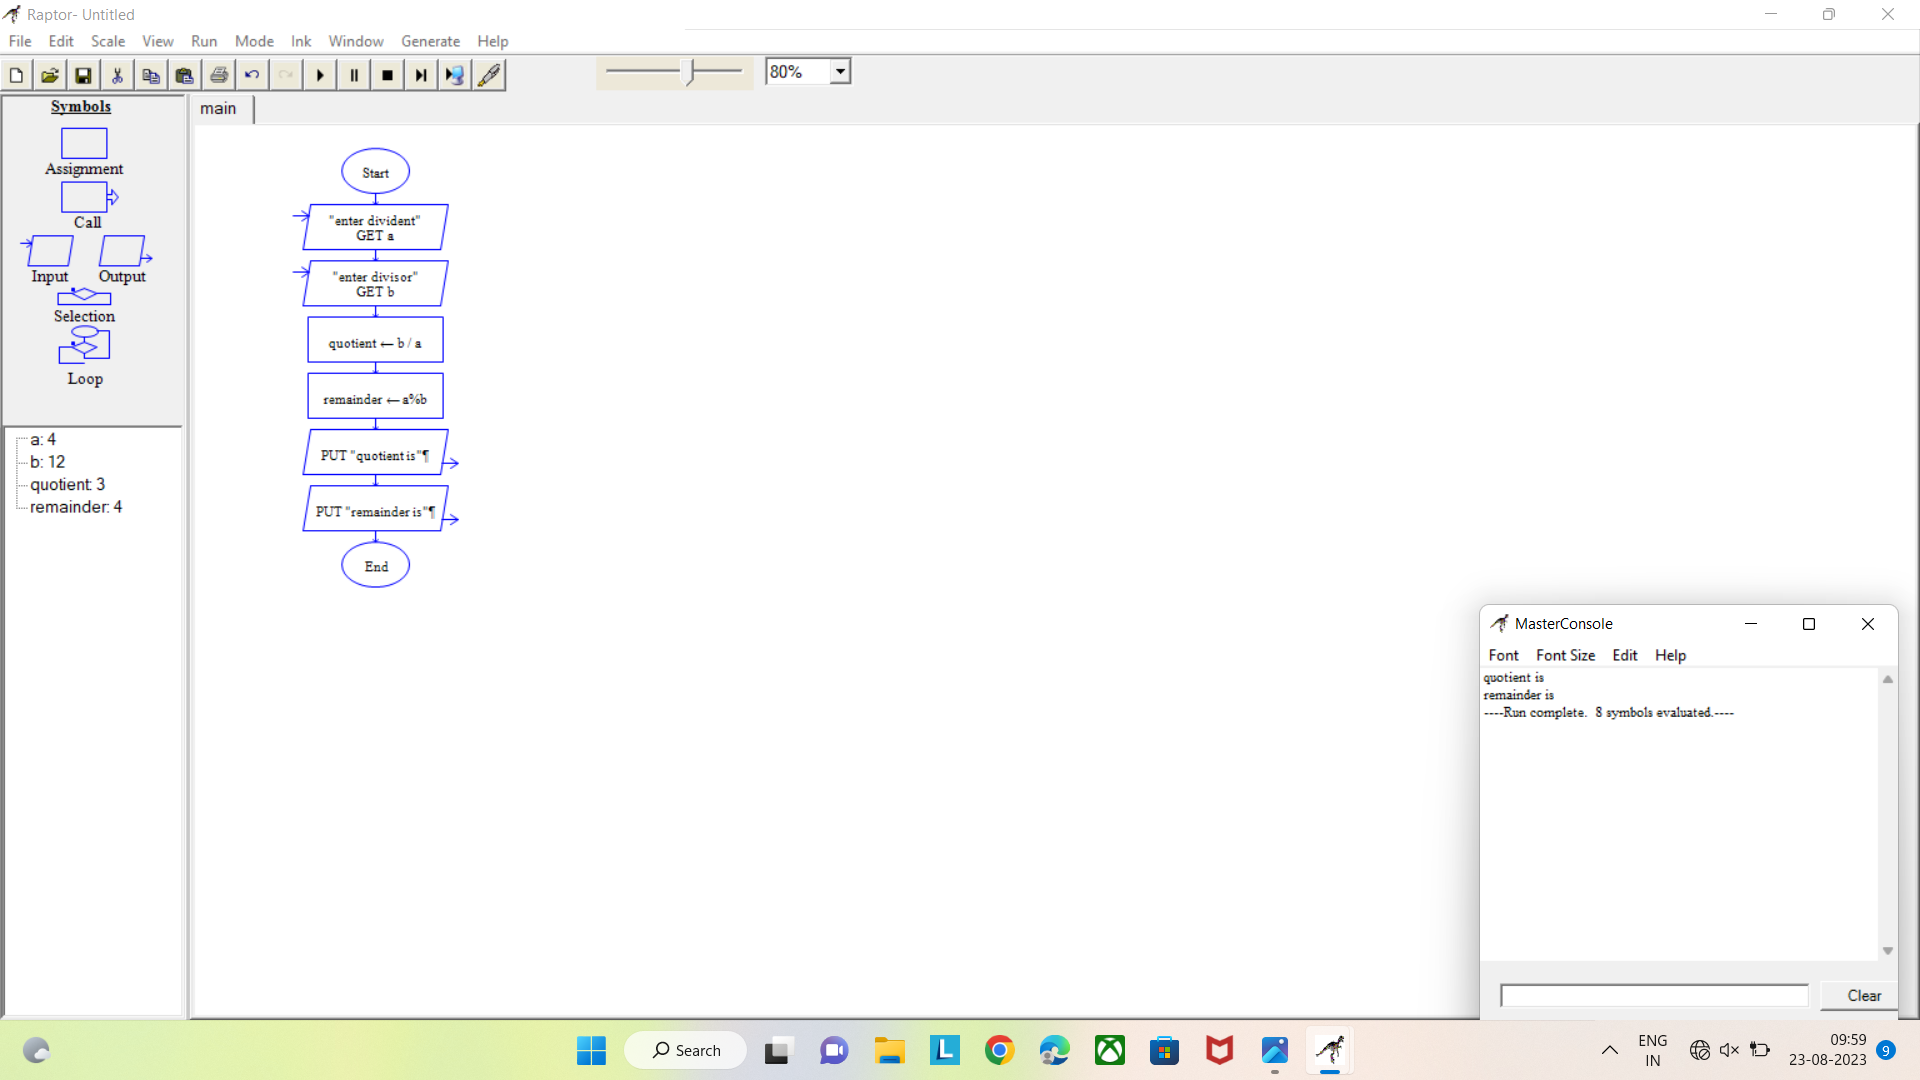 Raptor- Untitled
File Edit Scale View Run Mode Ink Window Generate Help
80%
Symbols
Assignment
Call
Input Output
Selection
Loop
a: 4
b: 12
quotient: 3
remainder: 4
main
Start
"enter divident"
GET a
"enter divisor"
GET b
quotient ← b / a
remainder ← a%b
PUT "quotient is"¶
PUT "remainder is"¶
End
MasterConsole
Font Font Size Edit Help
quotient is
remainder is
----Run complete.  8 symbols evaluated.----
Clear
Search
L
ENG
IN
09:59
23-08-2023
9